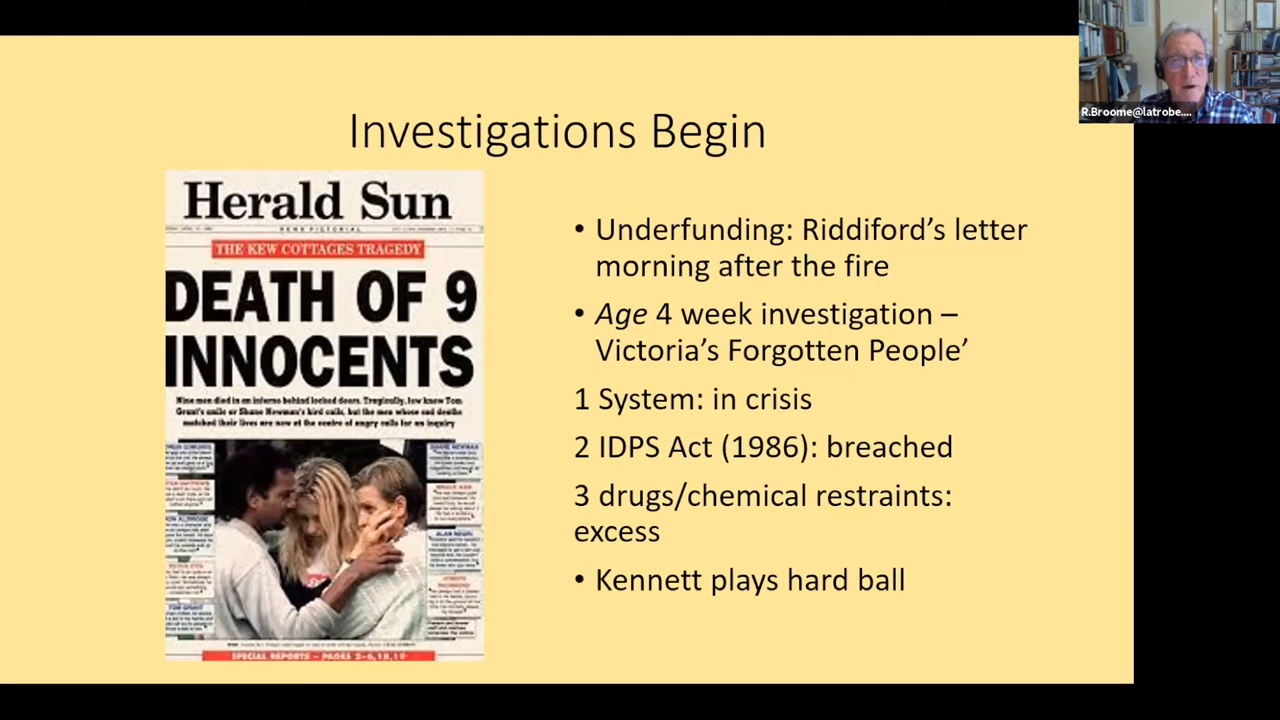 R.Broome@latrobe....
Investigations Begin
Herald Sun
THE KEW COTTAGES TRAGEDY
DEATH OF 9
INNOCENTS
Nine men died in an inferno behind locked doors. Tragically, few knew Tom
Grant's smile or Shane Newman's bird calls, but the men whose sad deaths
matched their lives are now at the centre of angry calls for an inquiry
SPECIAL REPORTS – PAGES 2-6,18,19
• Underfunding: Riddiford’s letter
morning after the fire
• Age 4 week investigation –
Victoria’s Forgotten People’
1 System: in crisis
2 IDPS Act (1986): breached
3 drugs/chemical restraints:
excess
• Kennett plays hard ball